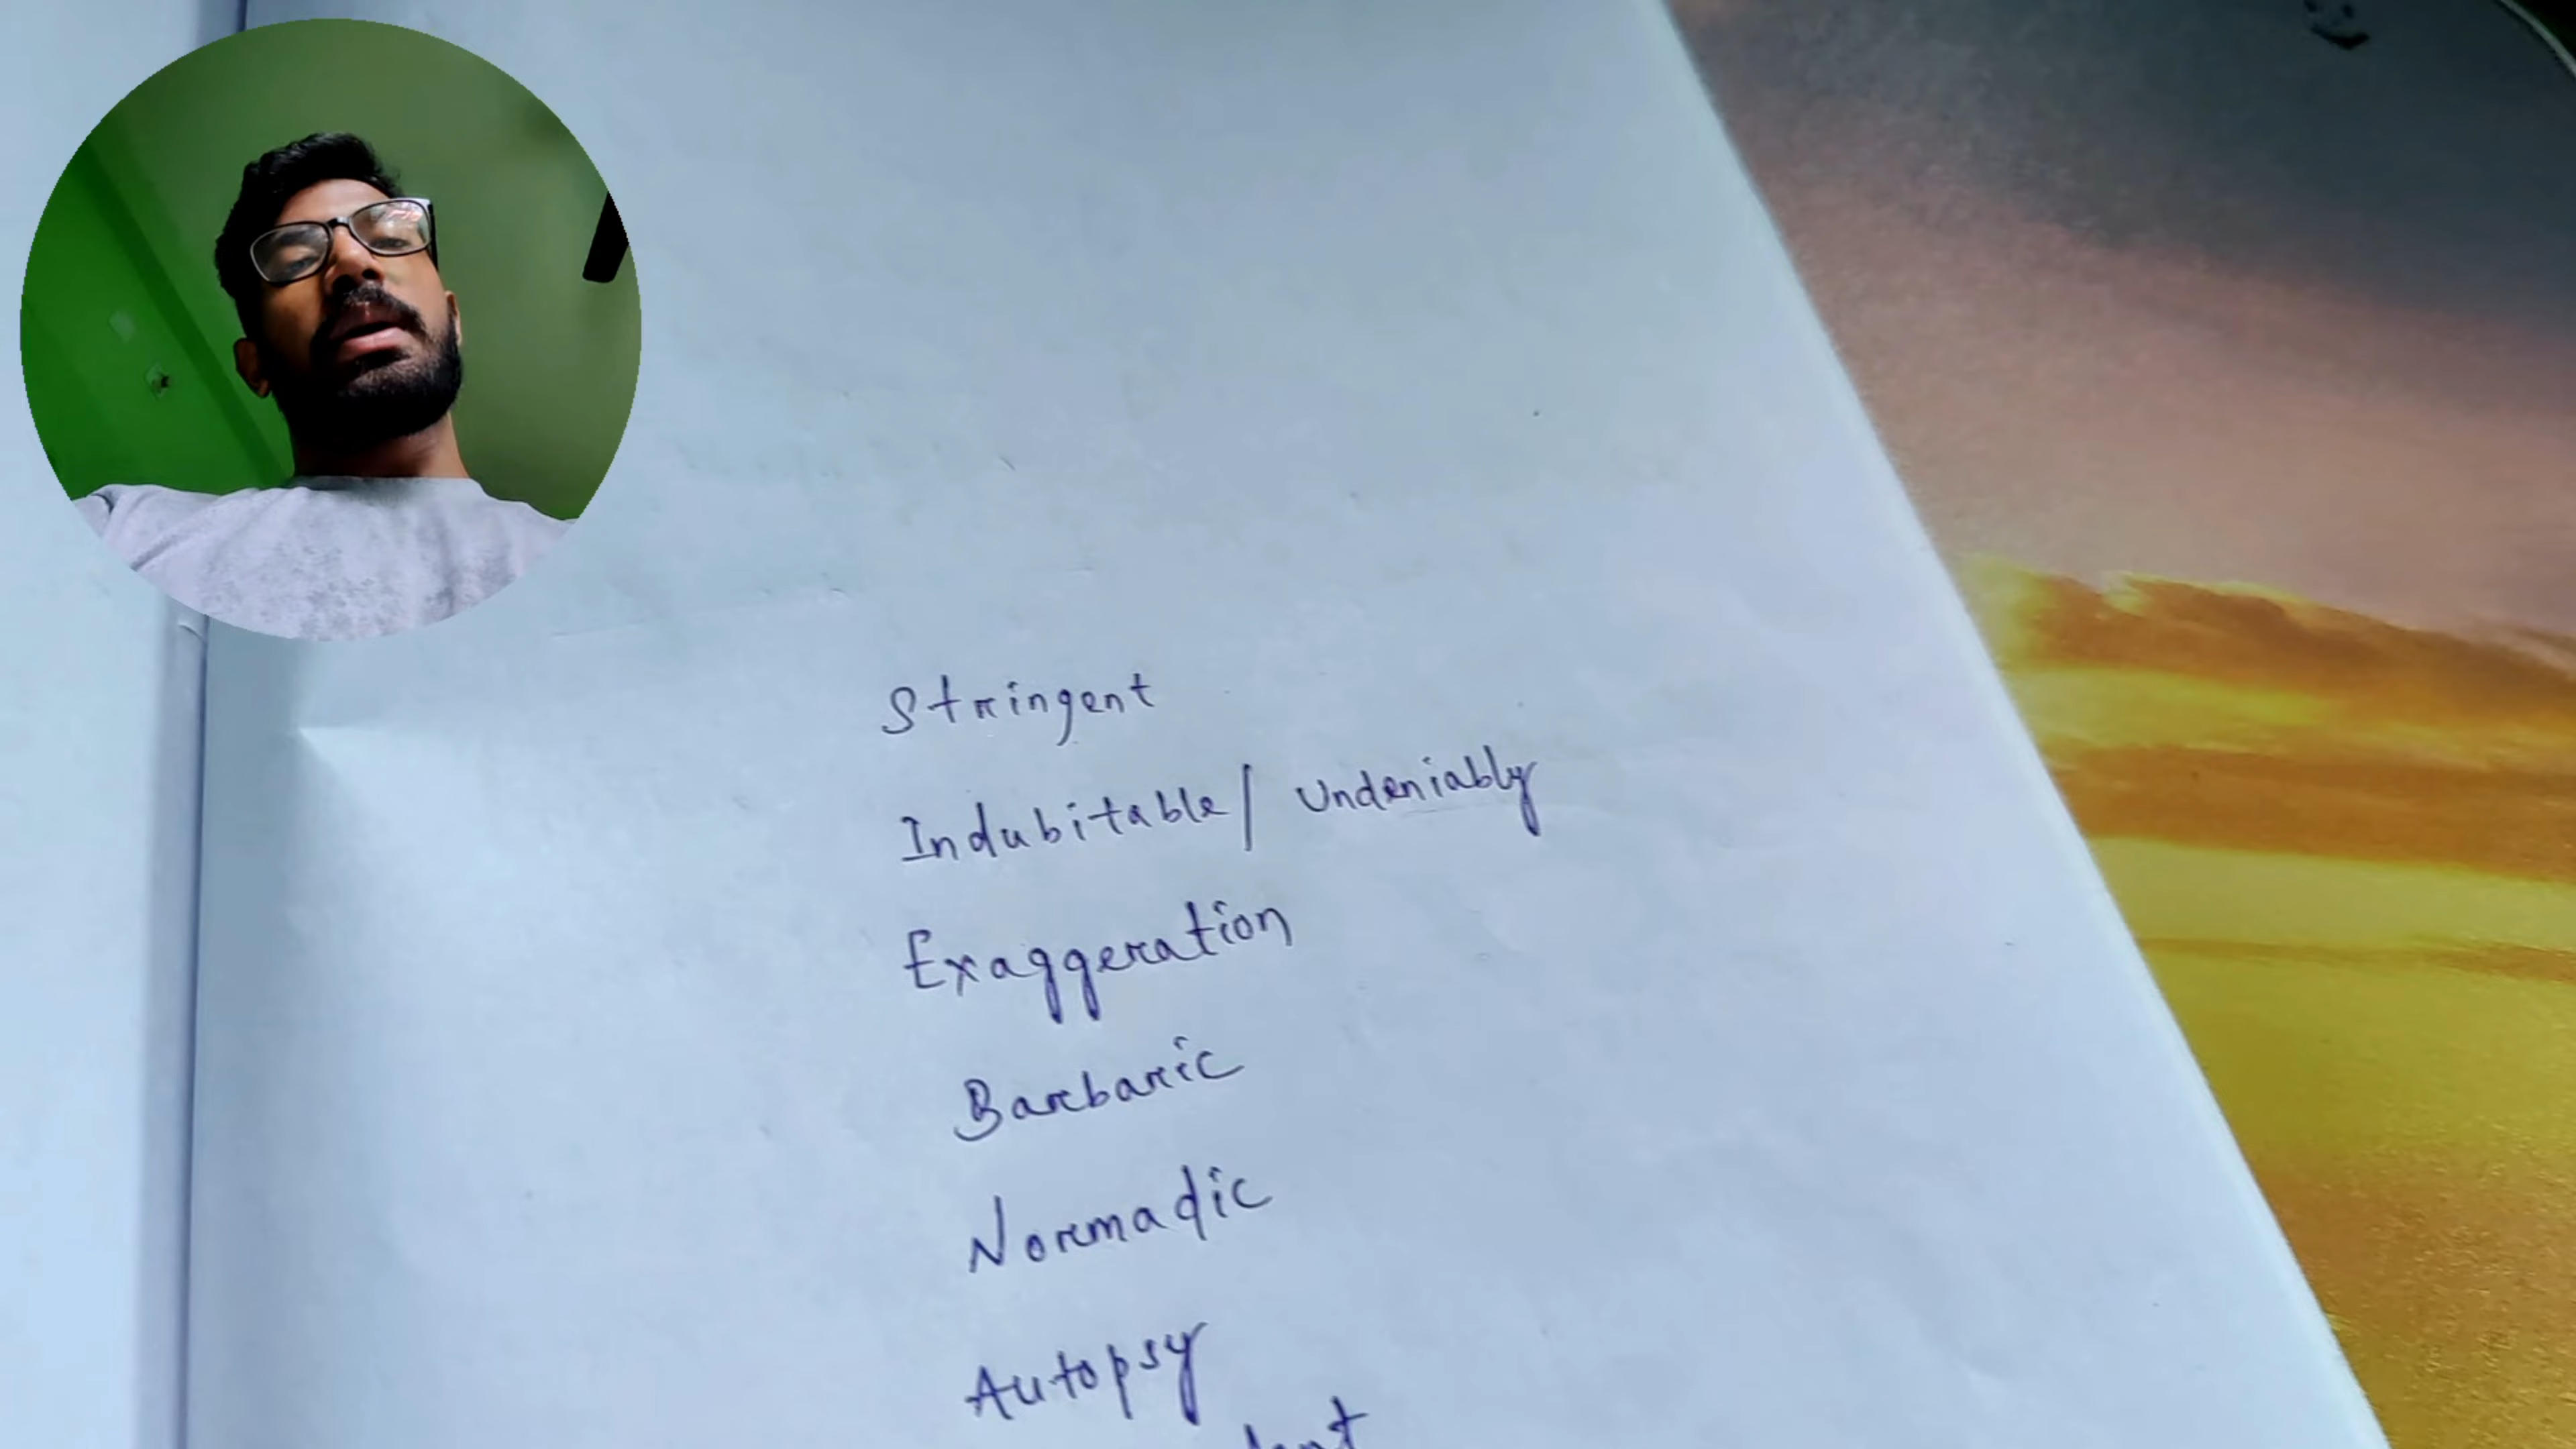 Stringent
Indubitable/ Undeniably
Exaggeration
Barbaric
Normadic
Autopsy